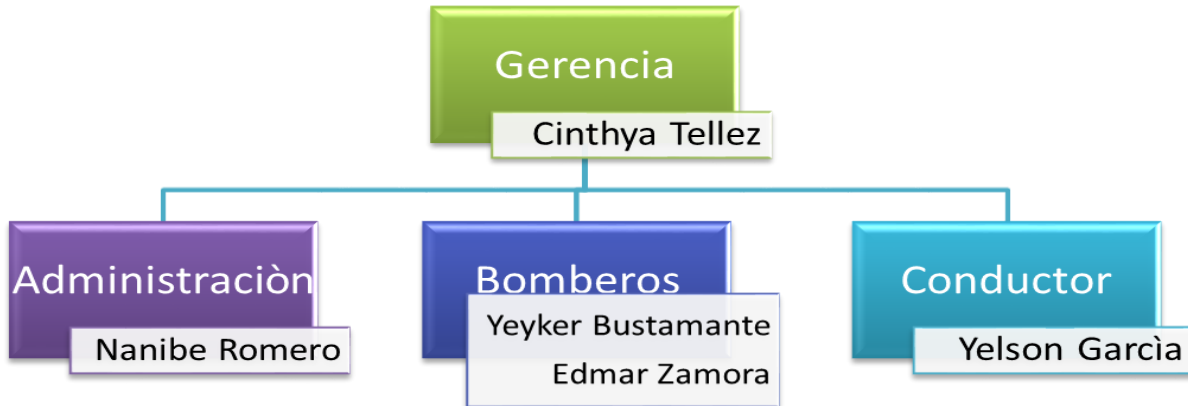 Gerencia
Cinthya Tellez
Administraciòn
Nanibe Romero
Bomberos
Yeyker Bustamante
Edmar Zamora
Conductor
Yelson Garcìa